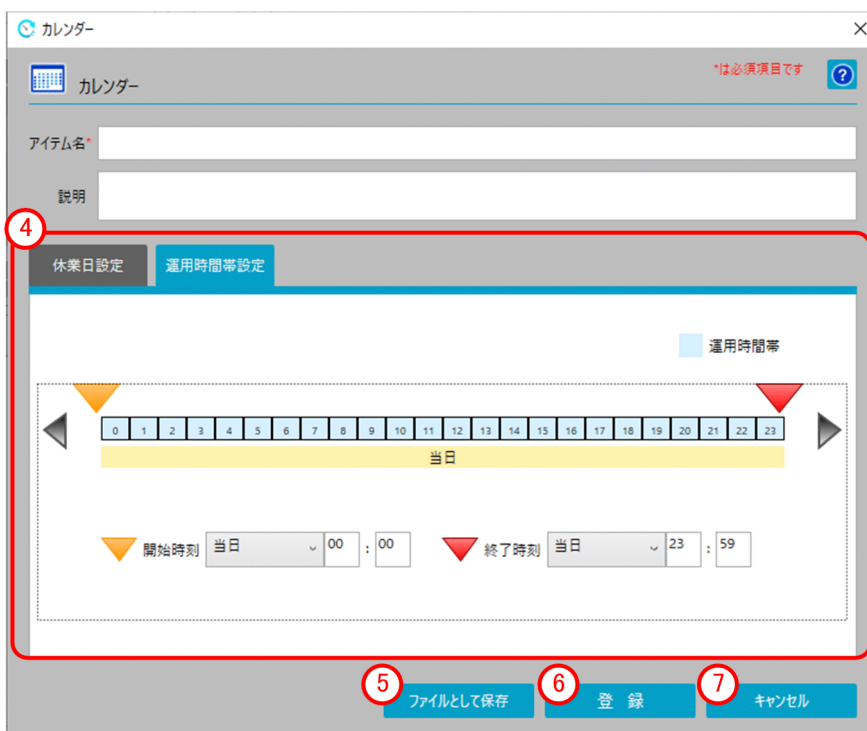 カレンダー
カレンダー
*は必須項目です
アイテム名*
説明
4
休業日設定
運用時間帯設定
運用時間帯
0 1 2 3 4 5 6 7 8 9 10 11 12 13 14 15 16 17 18 19 20 21 22 23
当日
開始時刻 当日 00 : 00 終了時刻 当日 23 : 59
5 ファイルとして保存 6 登 録 7 キャンセル